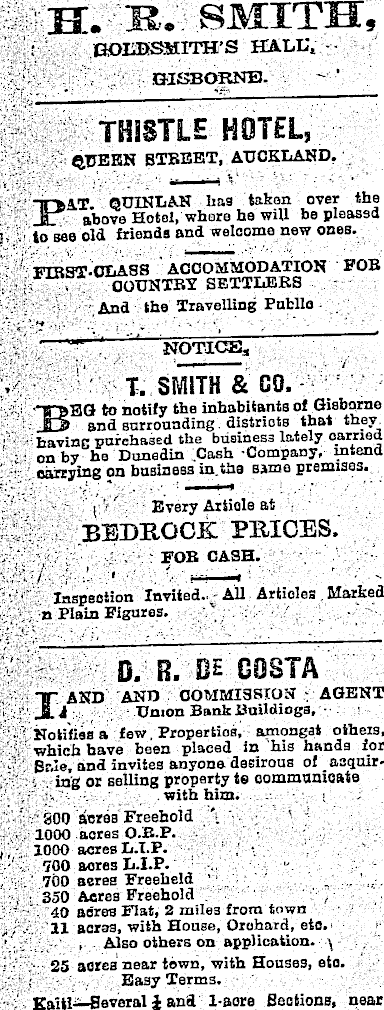 H. R. SMITH,
GOLDSMITH'S HALL,
GISBORNE.
THISTLE HOTEL,
QUEEN STREET, AUCKLAND.
PAT. QUINLAN has taken over the
above Hotel, where he will be pleased
to see old friends and welcome new ones.
FIRST-CLASS ACCOMMODATION FOR
COUNTRY SETTLERS
And the Travelling Public
NOTICE,
T. SMITH & CO.
BEG to notify the inhabitants of Gisborne
and surrounding districts that they
having purchased the business lately carried
on by he Dunedin Cash Company, intend
carrying on business in the same premises.
Every Article at
BEDROCK PRICES.
FOR CASH.
Inspection Invited. All Articles Marked
n Plain Figures.
D. R. DE COSTA
LAND AND COMMISSION AGENT
Union Bank Buildings,
Notifies a few Properties, amongst others,
which have been placed in his hands for
Sale, and invites anyone desirous of acquir-
ing or selling property to communicate
with him.
800 acres Freehold
1000 acres O.R.P.
1000 acres L.I.P.
700 acres L.I.P.
700 acres Freeheld
350 Acres Freehold
40 acres Flat, 2 miles from town
11 acres, with House, Orchard, etc.
Also others on application.
25 acres near town, with Houses, etc.
Easy Terms.
Kaiti—Several ¼ and 1-acre Sections, near